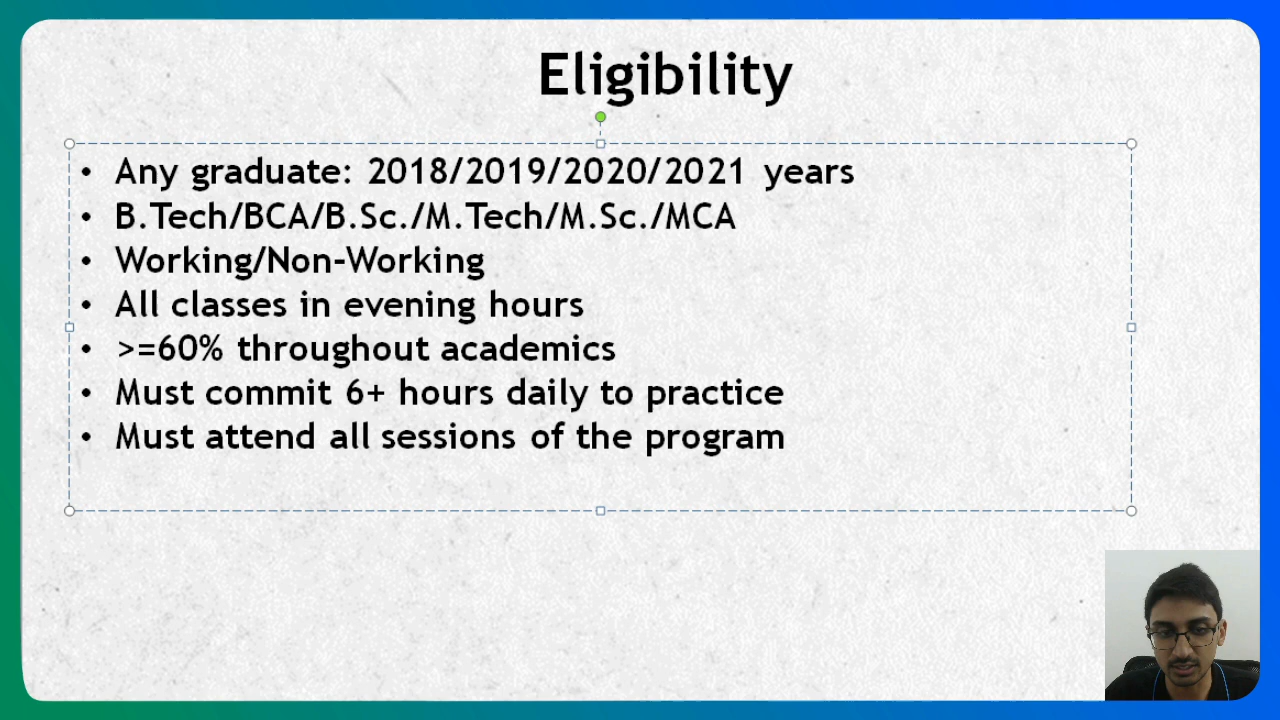 Eligibility
• Any graduate: 2018/2019/2020/2021 years
• B.Tech/BCA/B.Sc./M.Tech/M.Sc./MCA
• Working/Non-Working
• All classes in evening hours
• >=60% throughout academics
• Must commit 6+ hours daily to practice
• Must attend all sessions of the program